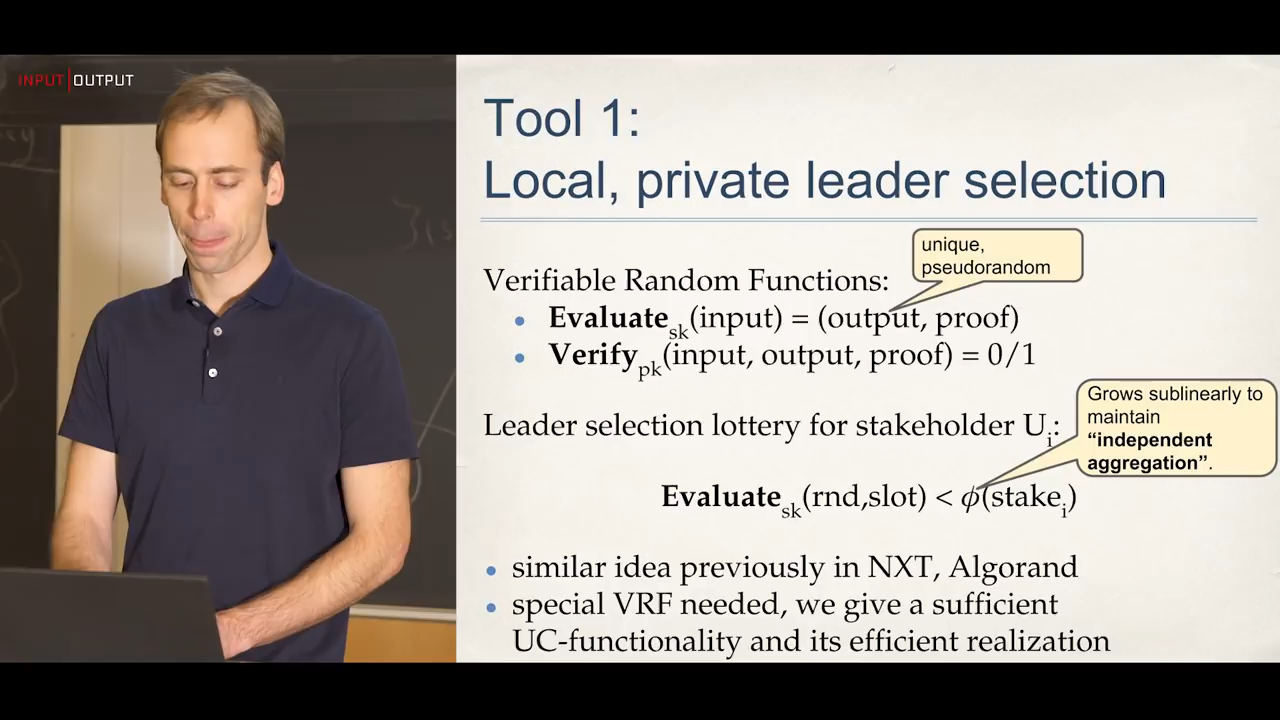 INPUT|OUTPUT
Tool 1:
Local, private leader selection
unique,
pseudorandom
Verifiable Random Functions:
• Evaluate_sk(input) = (output, proof)
• Verify_pk(input, output, proof) = 0/1
Grows sublinearly to
maintain
“independent
aggregation”.
Leader selection lottery for stakeholder U_i:
Evaluate_sk(rnd,slot) < ϕ(stake_i)
• similar idea previously in NXT, Algorand
• special VRF needed, we give a sufficient
UC-functionality and its efficient realization